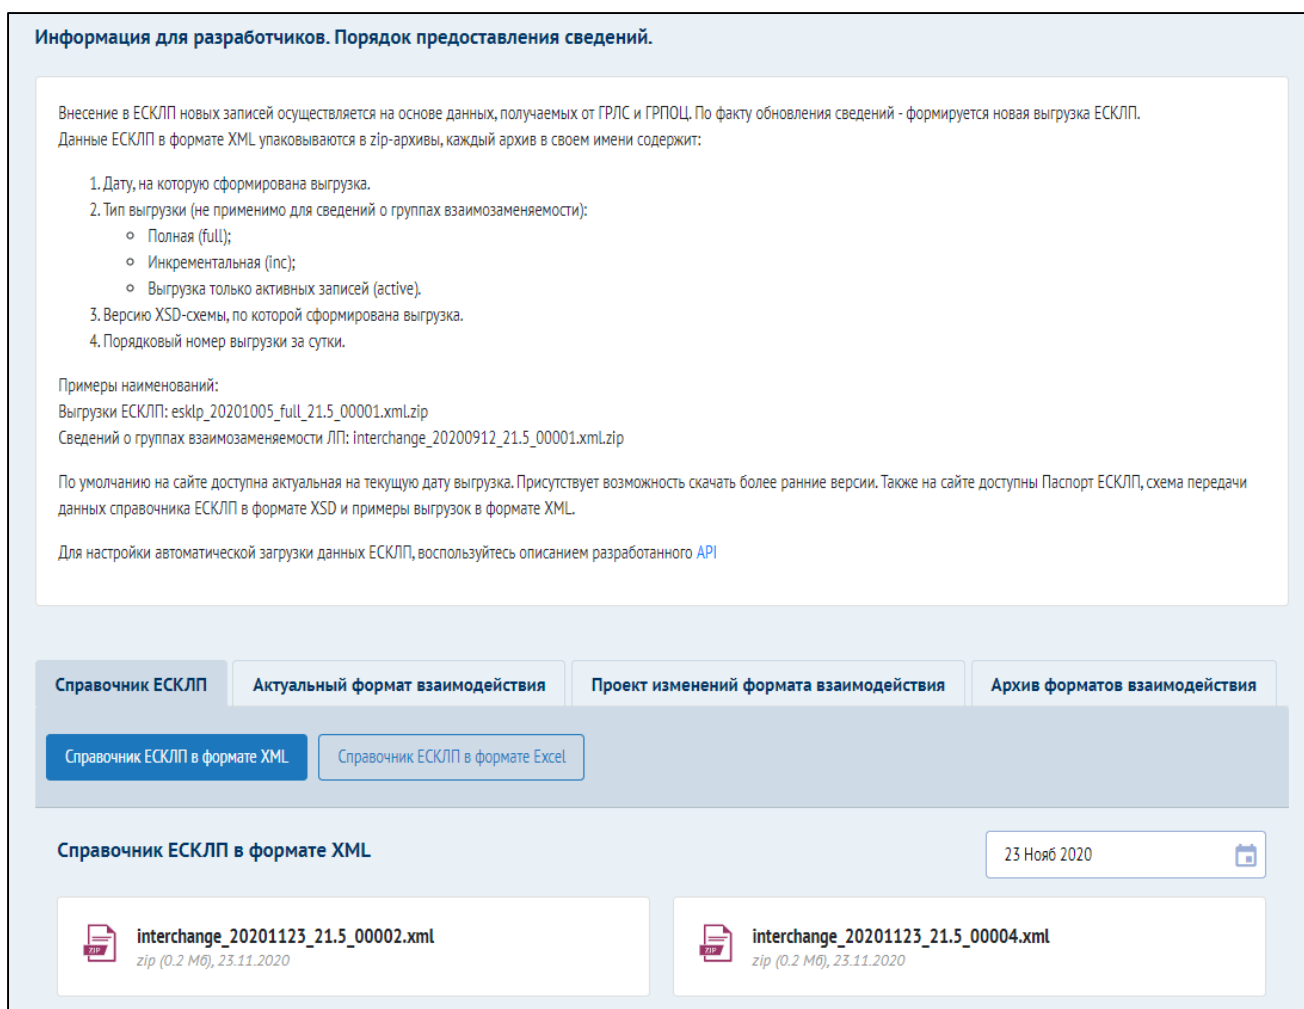 Информация для разработчиков. Порядок предоставления сведений.
Внесение в ЕСКЛП новых записей осуществляется на основе данных, получаемых от ГРЛС и ГРПОЦ. По факту обновления сведений - формируется новая выгрузка ЕСКЛП.
Данные ЕСКЛП в формате XML упаковываются в zip-архивы, каждый архив в своем имени содержит:
1. Дату, на которую сформирована выгрузка.
2. Тип выгрузки (не применимо для сведений о группах взаимозаменяемости):
Полная (full);
Инкрементальная (inc);
Выгрузка только активных записей (active).
3. Версию XSD-схемы, по которой сформирована выгрузка.
4. Порядковый номер выгрузки за сутки.
Примеры наименований:
Выгрузки ЕСКЛП: esklp_20201005_full_21.5_00001.xml.zip
Сведений о группах взаимозаменяемости ЛП: interchange_20200912_21.5_00001.xml.zip
По умолчанию на сайте доступна актуальная на текущую дату выгрузка. Присутствует возможность скачать более ранние версии. Также на сайте доступны Паспорт ЕСКЛП, схема передачи
данных справочника ЕСКЛП в формате XSD и примеры выгрузок в формате XML.
Для настройки автоматической загрузки данных ЕСКЛП, воспользуйтесь описанием разработанного API
Справочник ЕСКЛП Актуальный формат взаимодействия Проект изменений формата взаимодействия Архив форматов взаимодействия
Справочник ЕСКЛП в формате XML Справочник ЕСКЛП в формате Excel
Справочник ЕСКЛП в формате XML 23 Нояб 2020
ZIP interchange_20201123_21.5_00002.xml
zip (0.2 Мб), 23.11.2020
ZIP interchange_20201123_21.5_00004.xml
zip (0.2 Мб), 23.11.2020